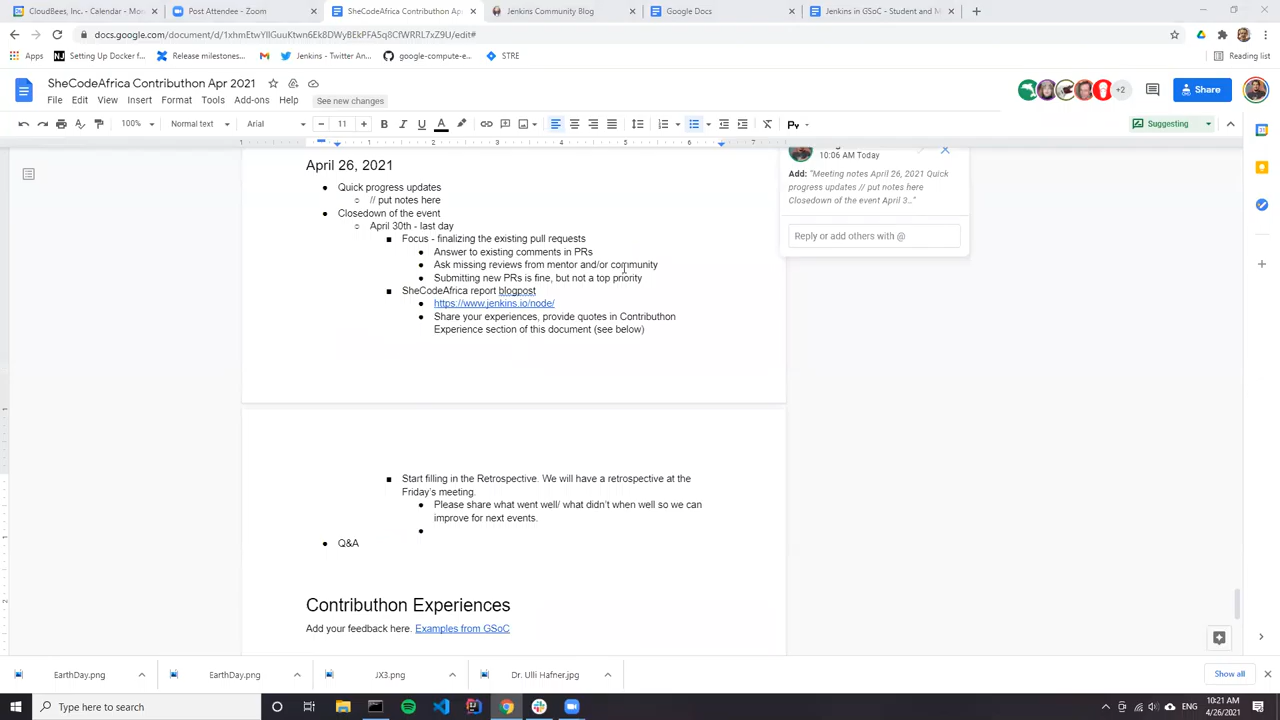 CloudBees, Inc. - Calendar - Mo
Post Attendee - Zoom
SheCodeAfrica Contributhon Ap
Jenkins Community Blog
Google Docs
Jenkins in GSoC - Student and M
docs.google.com/document/d/1xhmEtwYlIGuuKtwn6Ek8DWyBEkPFA5q8CfWRRL7xZ9U/edit#
Apps
Setting Up Docker f...
Release milestones...
Jenkins - Twitter An...
google-compute-e...
STRE
Reading list
SheCodeAfrica Contributhon Apr 2021
File Edit View Insert Format Tools Add-ons Help See new changes
+2
Share
100% Normal text Arial 11 Suggesting
1 1 2 3 4 5 6 7
April 26, 2021
● Quick progress updates
○ // put notes here
● Closedown of the event
○ April 30th - last day
■ Focus - finalizing the existing pull requests
● Answer to existing comments in PRs
● Ask missing reviews from mentor and/or community
● Submitting new PRs is fine, but not a top priority
■ SheCodeAfrica report blogpost
● https://www.jenkins.io/node/
● Share your experiences, provide quotes in Contributhon
Experience section of this document (see below)
■ Start filling in the Retrospective. We will have a retrospective at the
Friday's meeting.
● Please share what went well/ what didn't when well so we can
improve for next events.
●
● Q&A
Contributhon Experiences
Add your feedback here. Examples from GSoC
10:06 AM Today
Add: "Meeting notes April 26, 2021 Quick
progress updates // put notes here
Closedown of the event April 3..."
Reply or add others with @
EarthDay.png
EarthDay.png
JX3.png
Dr. Ulli Hafner.jpg
Show all
Type here to search
ENG
10:21 AM
4/26/2021